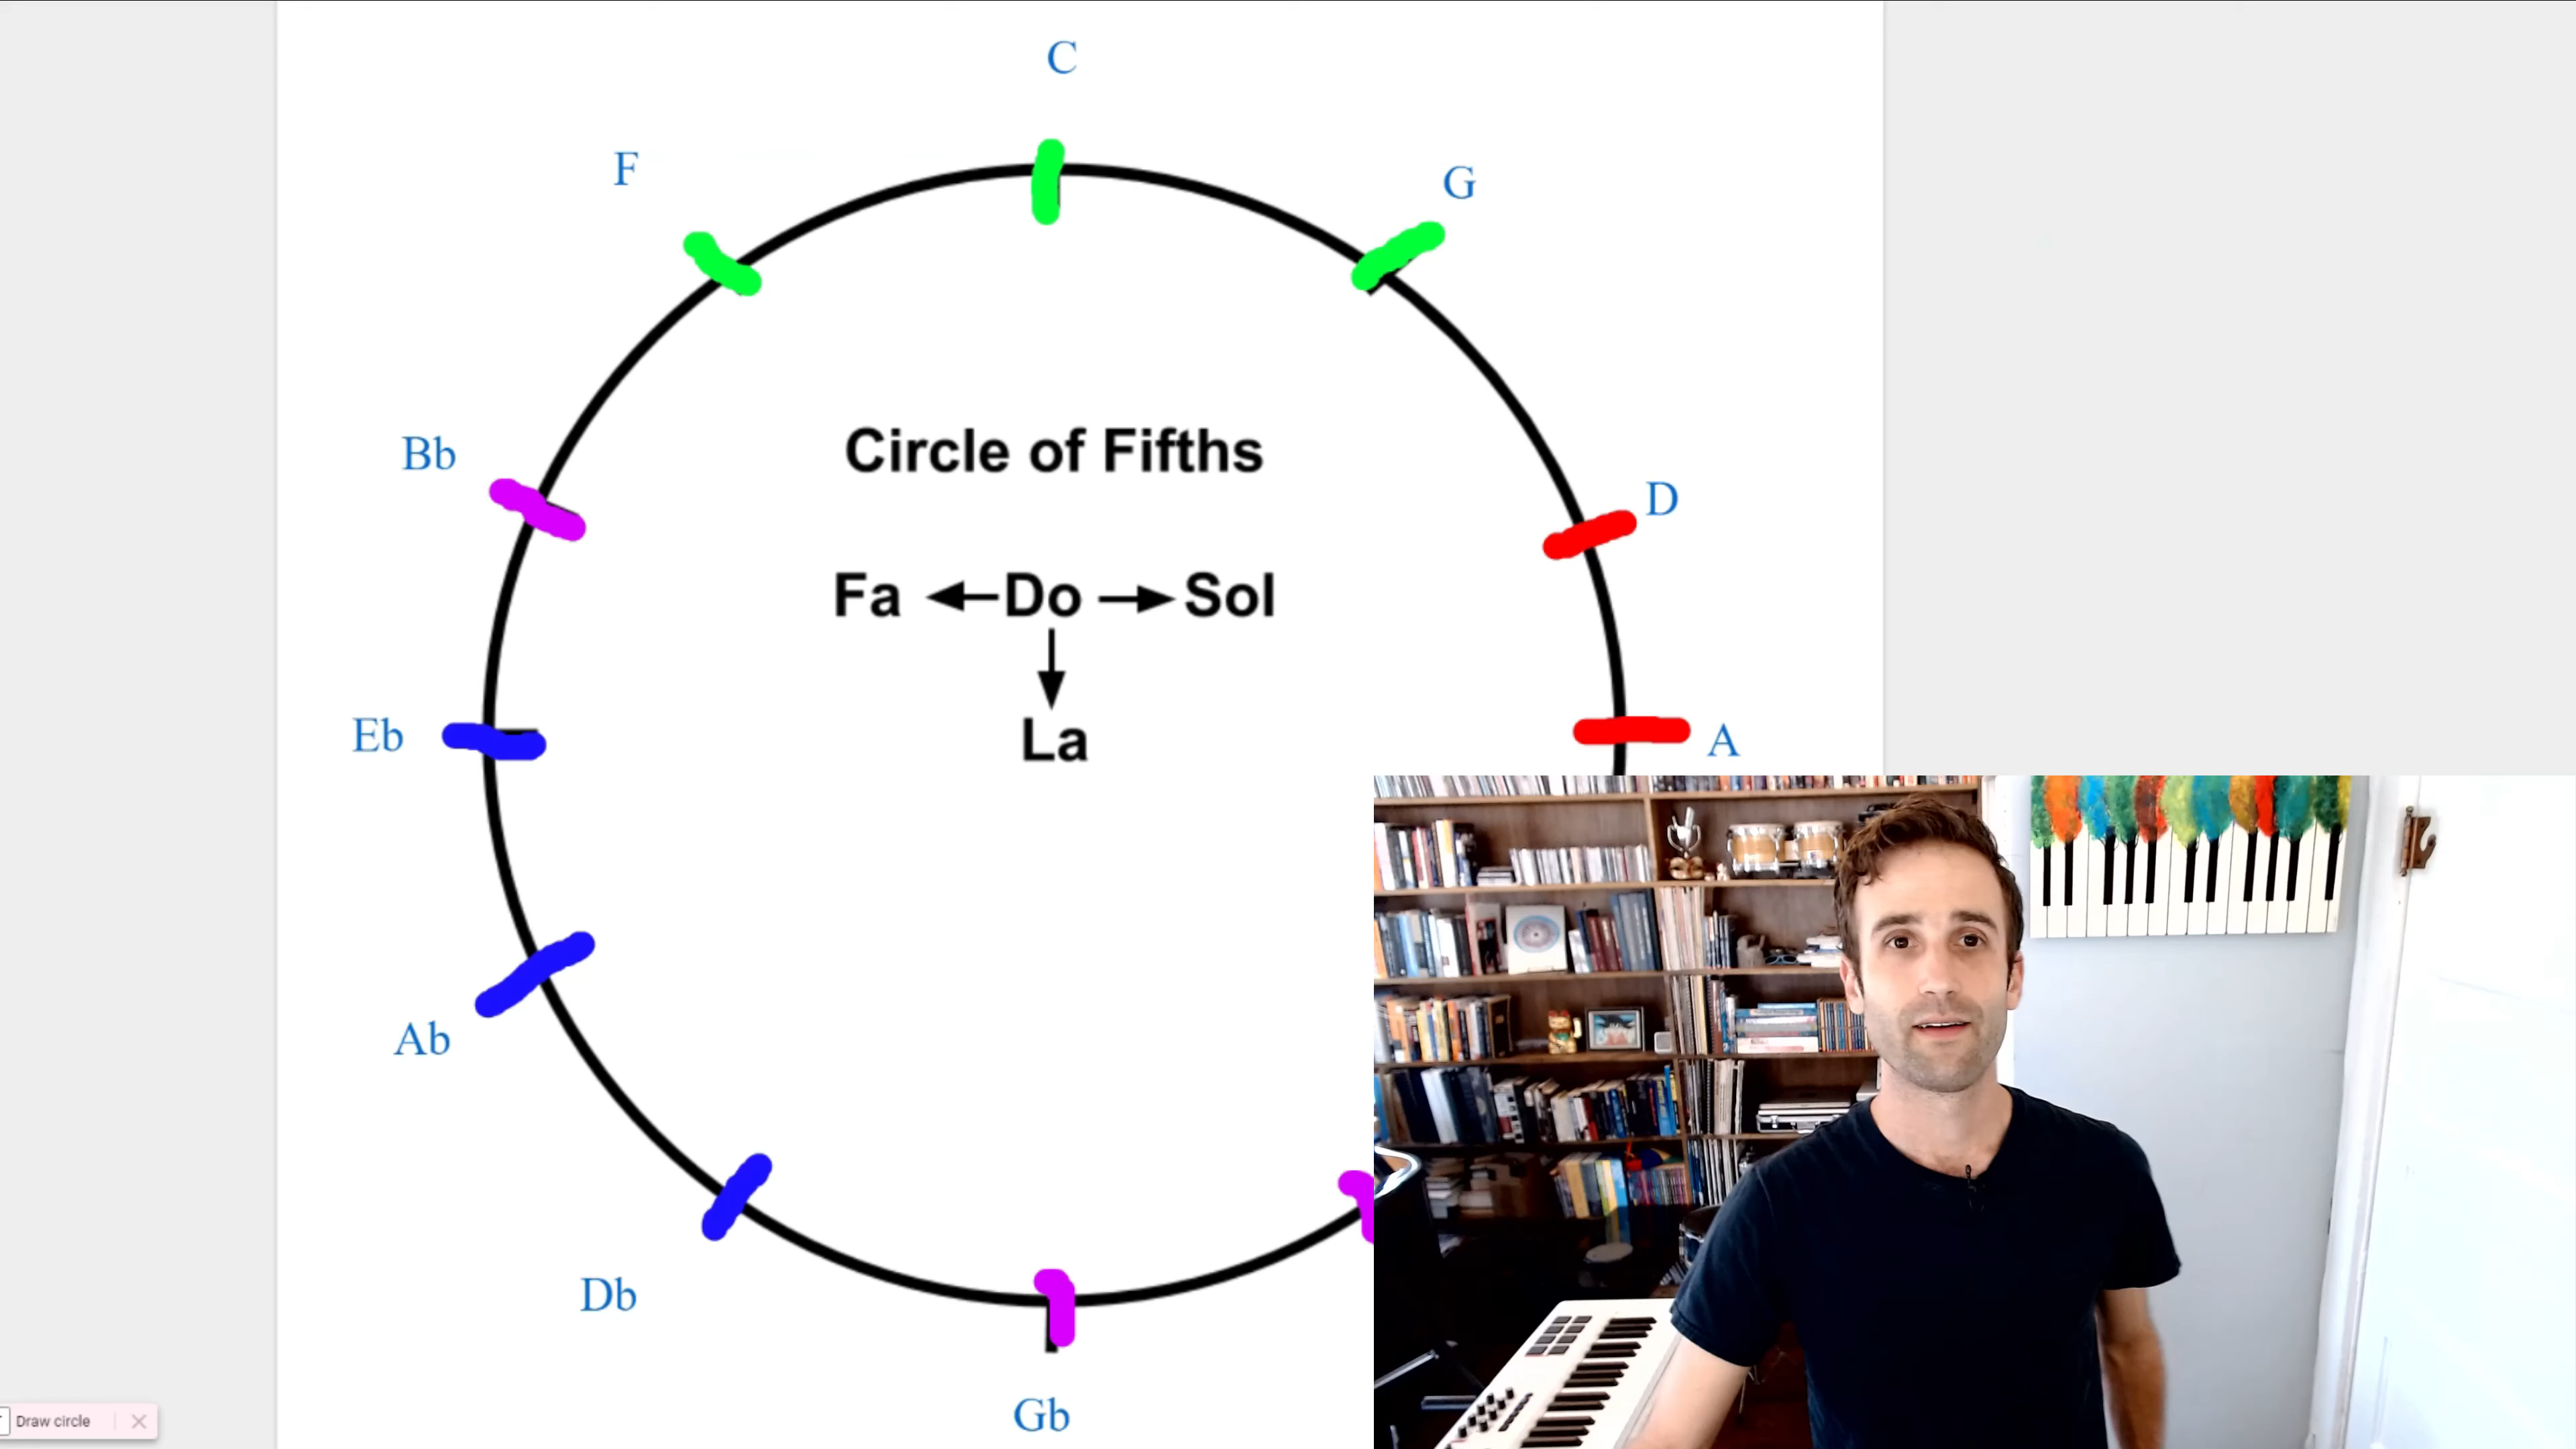 C
F
G
Bb
Circle of Fifths
D
Fa Do Sol
Eb
La
A
Ab
Db
Gb
Draw circle